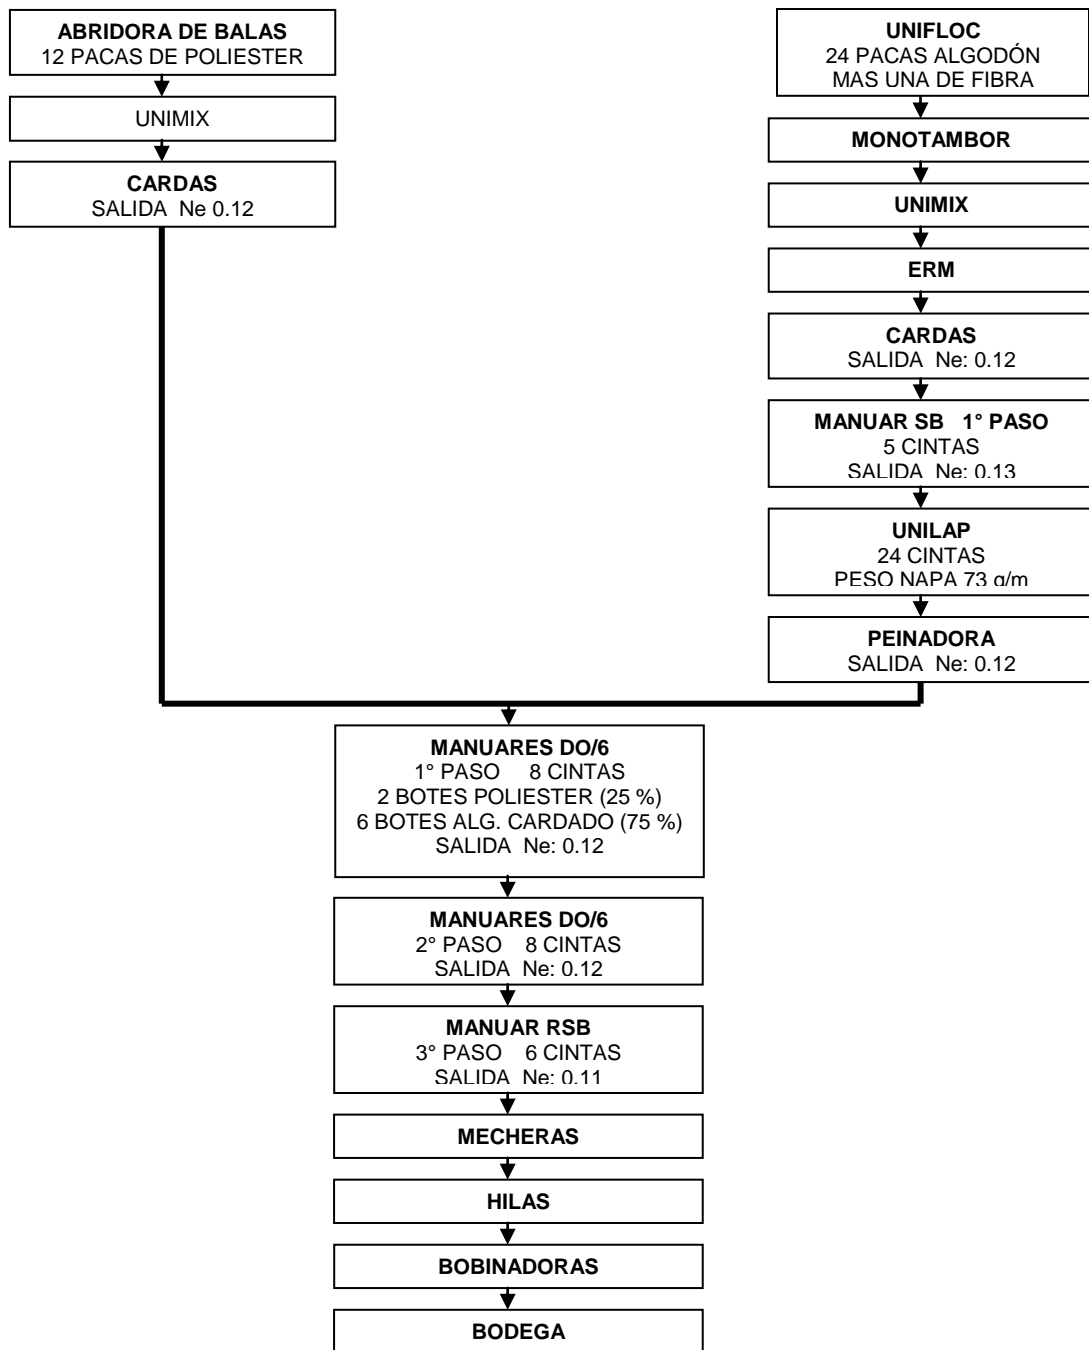 ABRIDORA DE BALAS
12 PACAS DE POLIESTER
UNIMIX
CARDAS
SALIDA Ne 0.12
UNIFLOC
24 PACAS ALGODÓN
MAS UNA DE FIBRA
MONOTAMBOR
UNIMIX
ERM
CARDAS
SALIDA Ne: 0.12
MANUAR SB 1° PASO
5 CINTAS
SALIDA Ne: 0.13
UNILAP
24 CINTAS
PESO NAPA 73 g/m
PEINADORA
SALIDA Ne: 0.12
MANUARES DO/6
1° PASO 8 CINTAS
2 BOTES POLIESTER (25 %)
6 BOTES ALG. CARDADO (75 %)
SALIDA Ne: 0.12
MANUARES DO/6
2° PASO 8 CINTAS
SALIDA Ne: 0.12
MANUAR RSB
3° PASO 6 CINTAS
SALIDA Ne: 0.11
MECHERAS
HILAS
BOBINADORAS
BODEGA